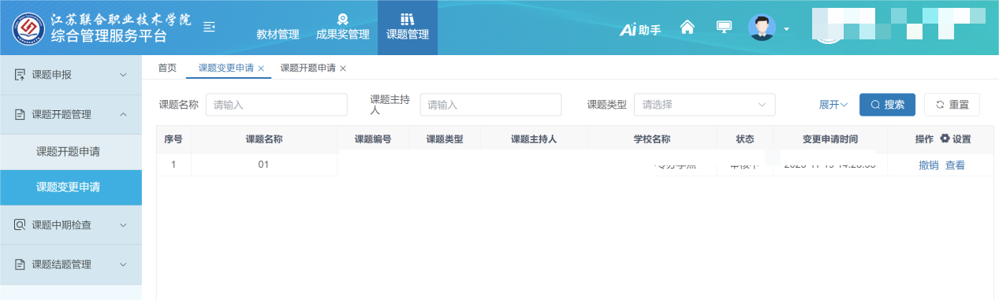 江苏联合职业技术学院
综合管理服务平台
教材管理
成果奖管理
课题管理
Ai 助手
课题申报
课题开题管理
课题开题申请
课题变更申请
课题中期检查
课题结题管理
首页 课题变更申请 × 课题开题申请 ×
课题名称 请输入 课题主持人 请输入 课题类型 请选择 展开 搜索 重置
序号 课题名称 课题编号 课题类型 课题主持人 学校名称 状态 变更申请时间 操作 设置
1 01 撤销 查看